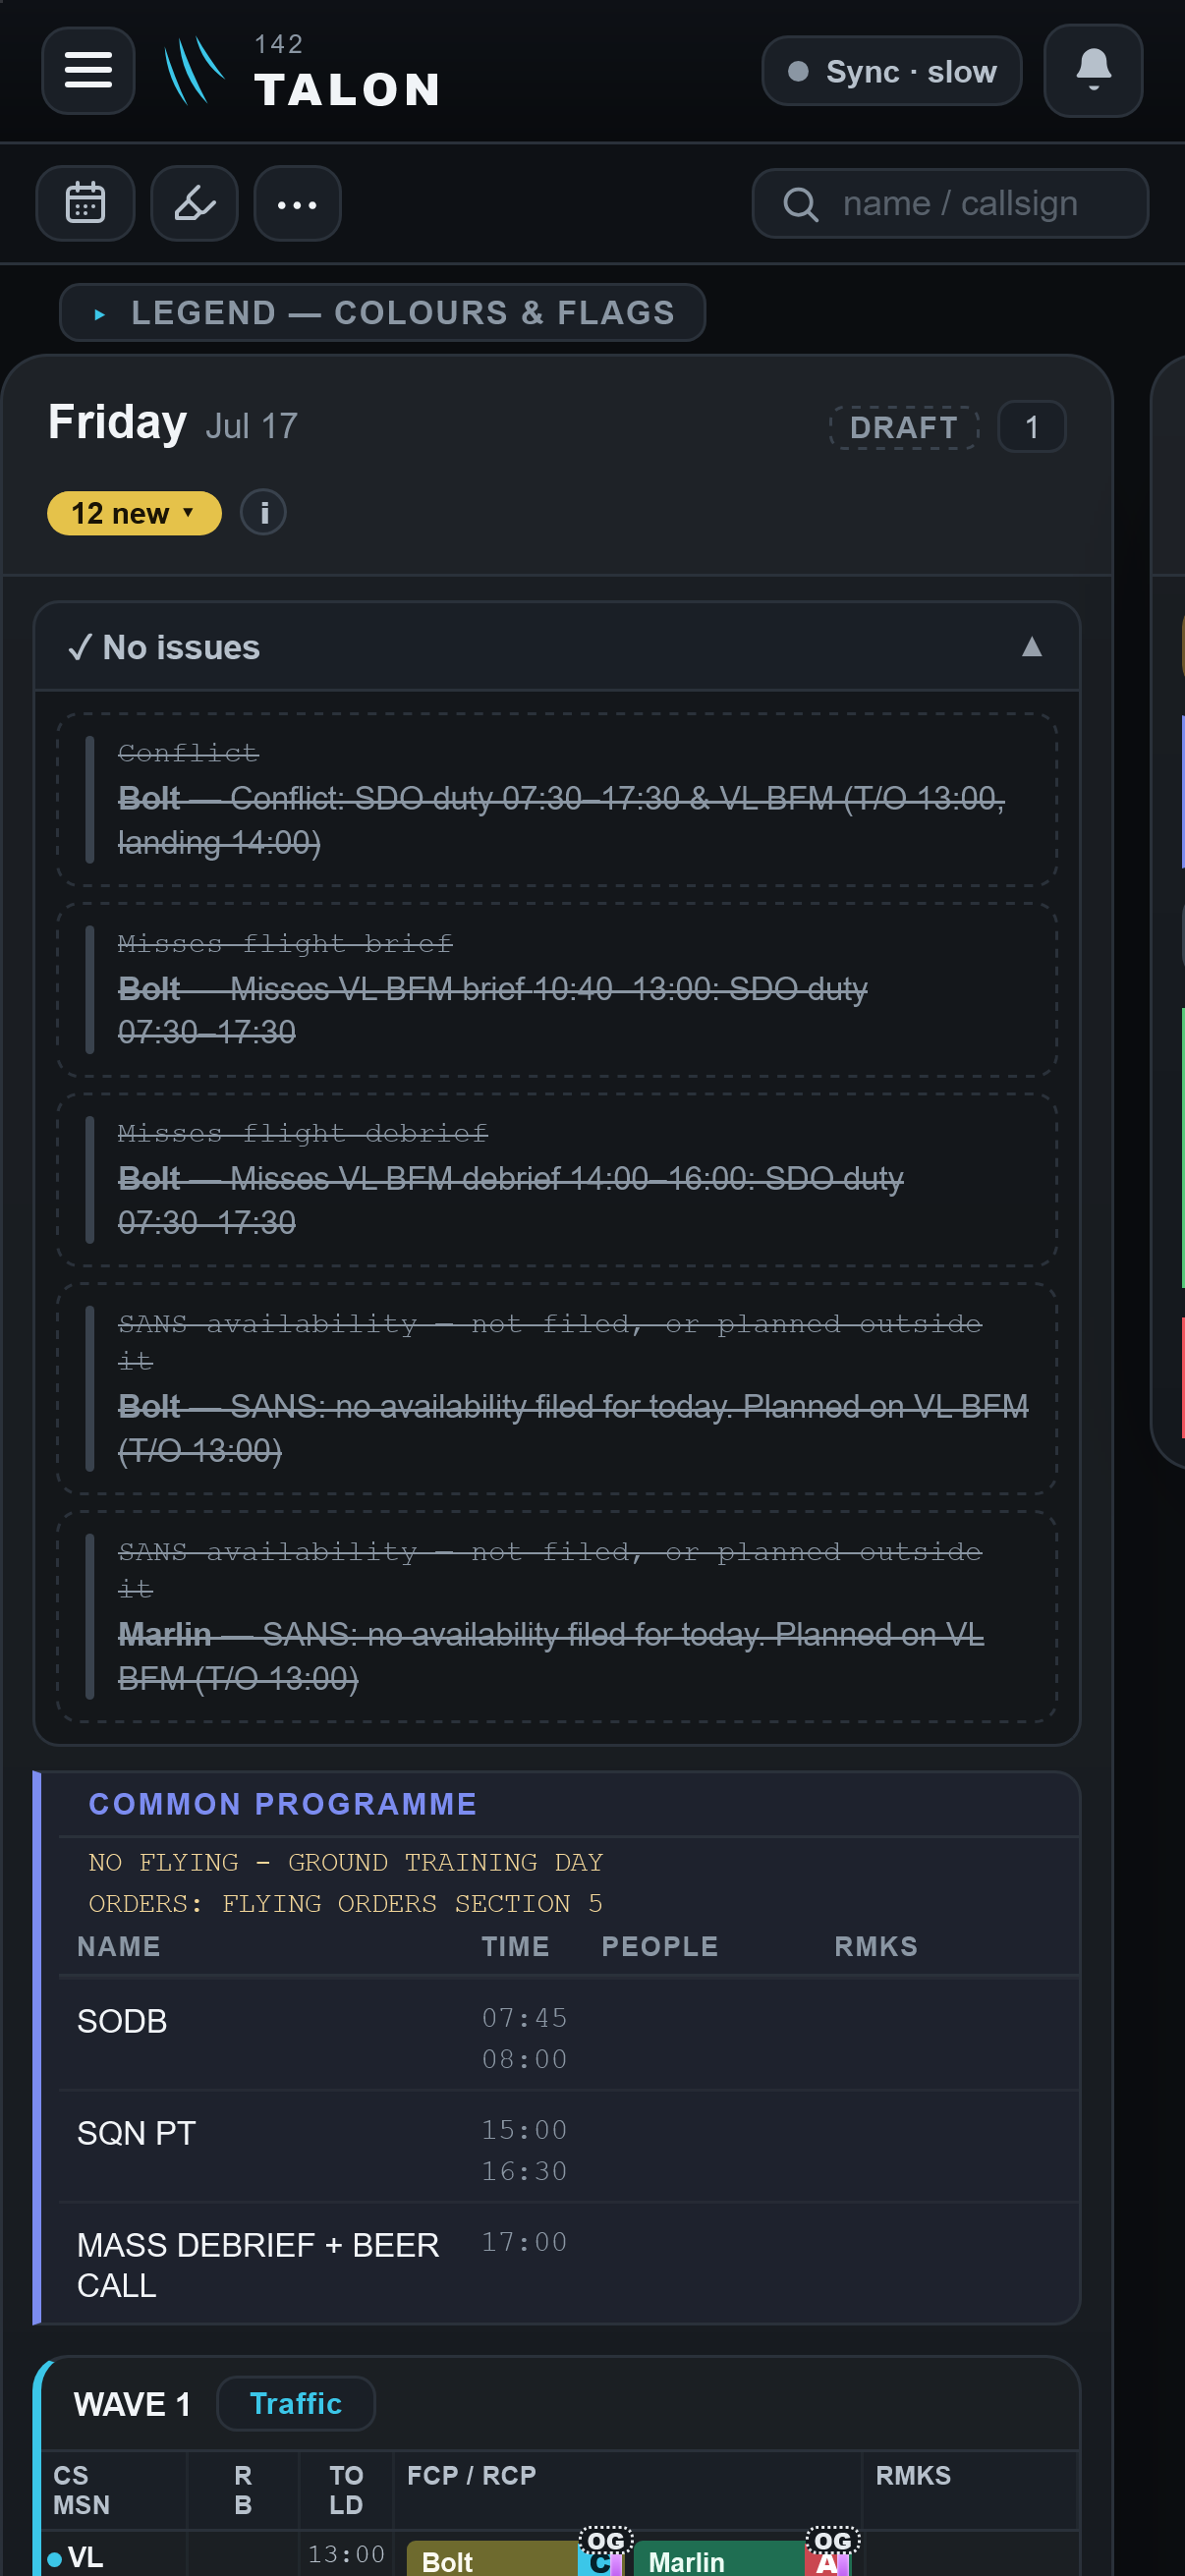 142
TALON
Sync · slow
name / callsign
▸ LEGEND — COLOURS & FLAGS
Friday Jul 17
DRAFT 1
12 new ▾ i
✓ No issues ▲
Conflict
Bolt — Conflict: SDO duty 07:30–17:30 & VL BFM (T/O 13:00,
landing 14:00)
Misses flight brief
Bolt — Misses VL BFM brief 10:40–13:00: SDO duty
07:30–17:30
Misses flight debrief
Bolt — Misses VL BFM debrief 14:00–16:00: SDO duty
07:30–17:30
SANS availability — not filed, or planned outside
it
Bolt — SANS: no availability filed for today. Planned on VL BFM
(T/O 13:00)
SANS availability — not filed, or planned outside
it
Marlin — SANS: no availability filed for today. Planned on VL
BFM (T/O 13:00)
COMMON PROGRAMME
NO FLYING - GROUND TRAINING DAY
ORDERS: FLYING ORDERS SECTION 5
NAME TIME PEOPLE RMKS
SODB 07:45
08:00
SQN PT 15:00
16:30
MASS DEBRIEF + BEER 17:00
CALL
WAVE 1 Traffic
CS R TO FCP / RCP RMKS
MSN B LD
OG OG
VL 13:00 Bolt C Marlin A